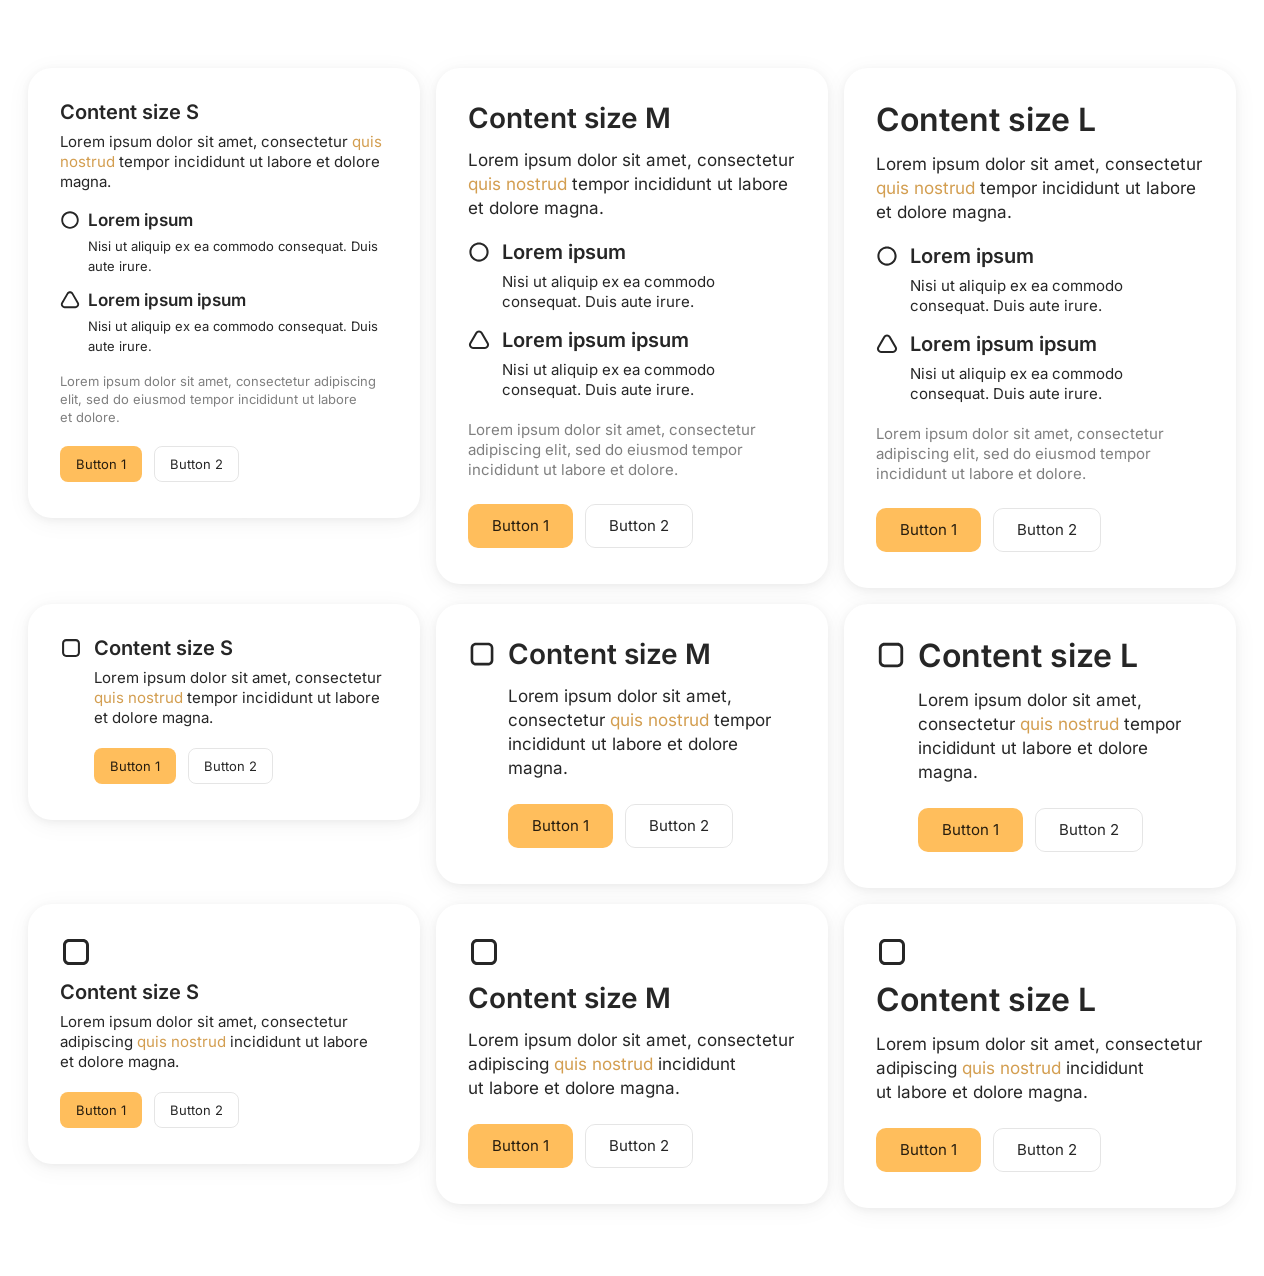 Content size S
Lorem ipsum dolor sit amet, consectetur quis
nostrud tempor incididunt ut labore et dolore
magna.
Lorem ipsum
Nisi ut aliquip ex ea commodo consequat. Duis
aute irure.
Lorem ipsum ipsum
Nisi ut aliquip ex ea commodo consequat. Duis
aute irure.
Lorem ipsum dolor sit amet, consectetur adipiscing
elit, sed do eiusmod tempor incididunt ut labore
et dolore.
Button 1
Button 2
Content size M
Lorem ipsum dolor sit amet, consectetur
quis nostrud tempor incididunt ut labore
et dolore magna.
Lorem ipsum
Nisi ut aliquip ex ea commodo
consequat. Duis aute irure.
Lorem ipsum ipsum
Nisi ut aliquip ex ea commodo
consequat. Duis aute irure.
Lorem ipsum dolor sit amet, consectetur
adipiscing elit, sed do eiusmod tempor
incididunt ut labore et dolore.
Button 1
Button 2
Content size L
Lorem ipsum dolor sit amet, consectetur
quis nostrud tempor incididunt ut labore
et dolore magna.
Lorem ipsum
Nisi ut aliquip ex ea commodo
consequat. Duis aute irure.
Lorem ipsum ipsum
Nisi ut aliquip ex ea commodo
consequat. Duis aute irure.
Lorem ipsum dolor sit amet, consectetur
adipiscing elit, sed do eiusmod tempor
incididunt ut labore et dolore.
Button 1
Button 2
Content size S
Lorem ipsum dolor sit amet, consectetur
quis nostrud tempor incididunt ut labore
et dolore magna.
Button 1
Button 2
Content size M
Lorem ipsum dolor sit amet,
consectetur quis nostrud tempor
incididunt ut labore et dolore
magna.
Button 1
Button 2
Content size L
Lorem ipsum dolor sit amet,
consectetur quis nostrud tempor
incididunt ut labore et dolore
magna.
Button 1
Button 2
Content size S
Lorem ipsum dolor sit amet, consectetur
adipiscing quis nostrud incididunt ut labore
et dolore magna.
Button 1
Button 2
Content size M
Lorem ipsum dolor sit amet, consectetur
adipiscing quis nostrud incididunt
ut labore et dolore magna.
Button 1
Button 2
Content size L
Lorem ipsum dolor sit amet, consectetur
adipiscing quis nostrud incididunt
ut labore et dolore magna.
Button 1
Button 2